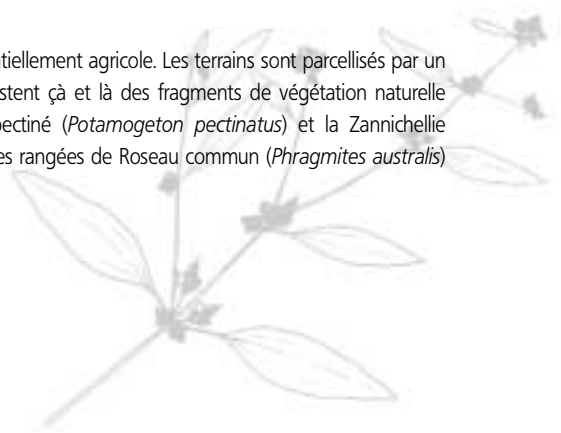 tiellement agricole. Les terrains sont parcellisés par un
stent çà et là des fragments de végétation naturelle
pectiné (Potamogeton pectinatus) et la Zannichellie
es rangées de Roseau commun (Phragmites australis)